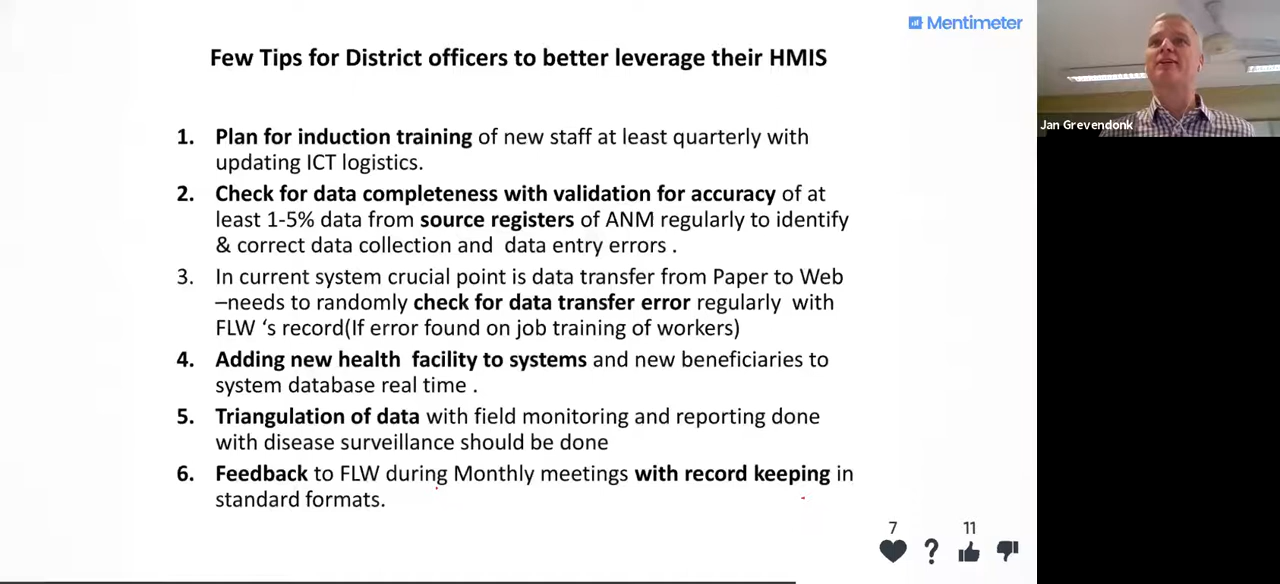 Mentimeter
Few Tips for District officers to better leverage their HMIS
Jan Grevendonk
1. Plan for induction training of new staff at least quarterly with
updating ICT logistics.
2. Check for data completeness with validation for accuracy of at
least 1-5% data from source registers of ANM regularly to identify
& correct data collection and data entry errors .
3. In current system crucial point is data transfer from Paper to Web
–needs to randomly check for data transfer error regularly with
FLW ‘s record(If error found on job training of workers)
4. Adding new health facility to systems and new beneficiaries to
system database real time .
5. Triangulation of data with field monitoring and reporting done
with disease surveillance should be done
6. Feedback to FLW during Monthly meetings with record keeping in
standard formats.
7 11
?